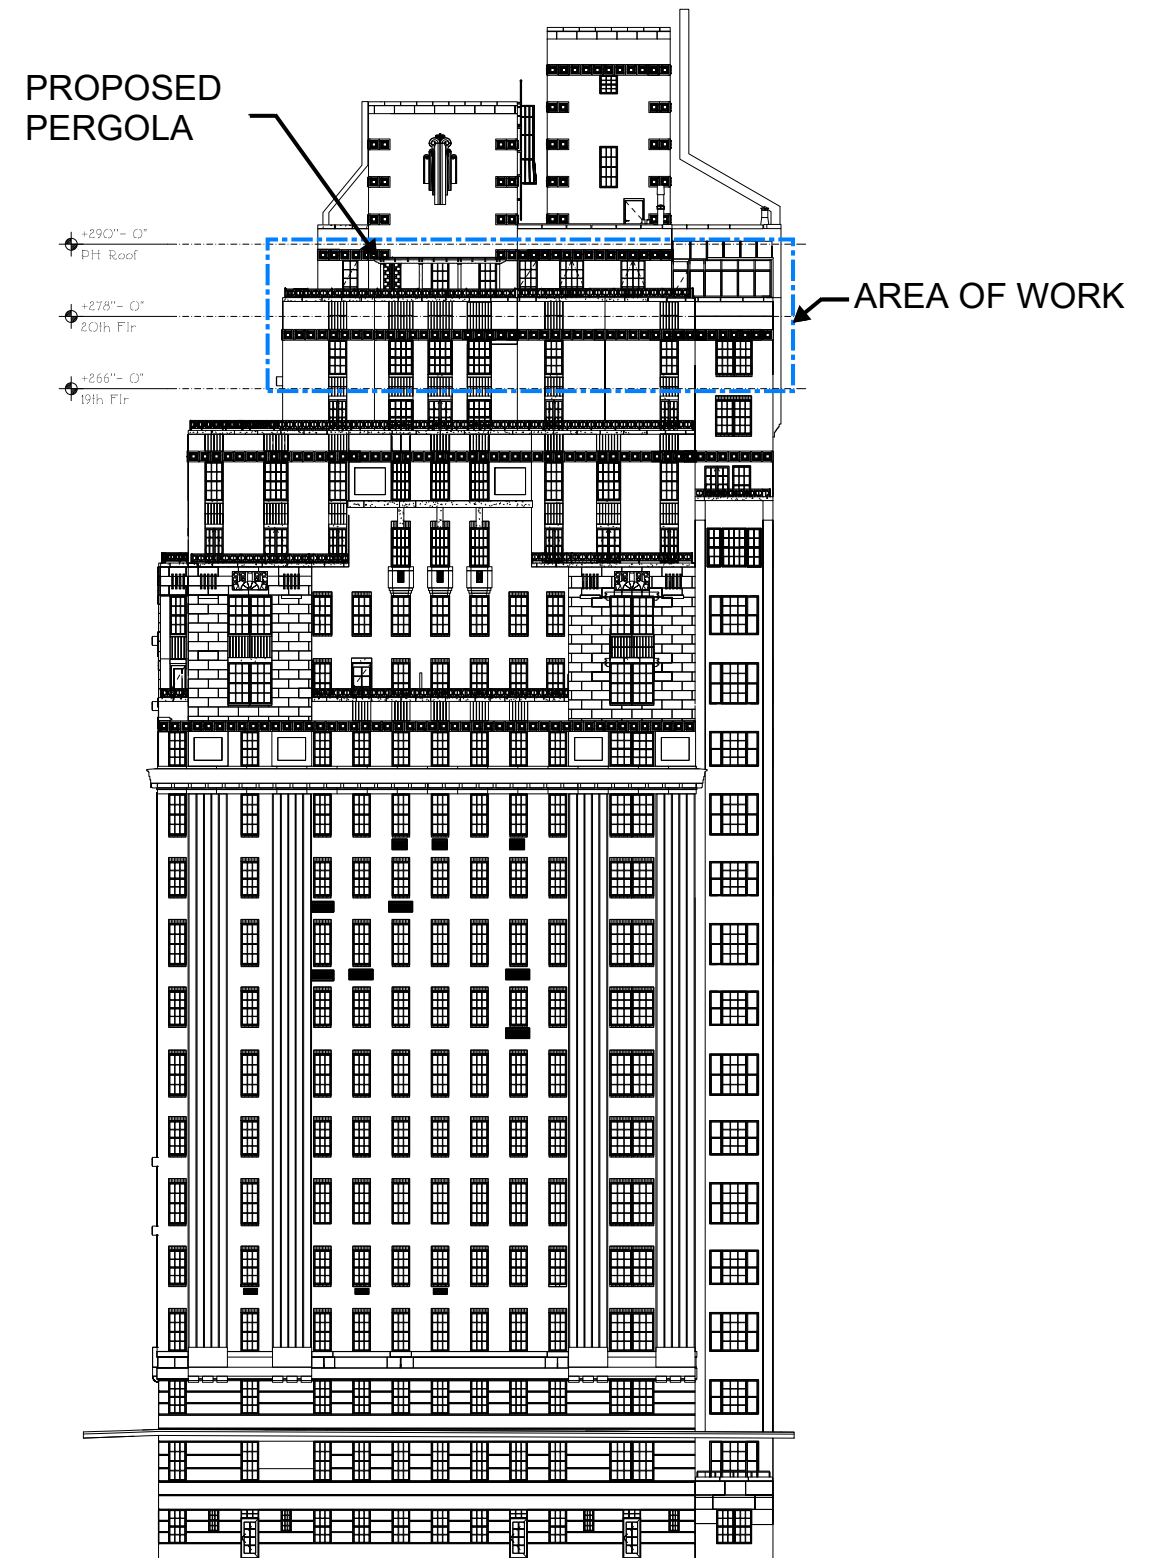 PROPOSED
PERGOLA
+290"- 0"
PH Roof
+278"- 0"
20th Flr
AREA OF WORK
+266"- 0"
19th Flr